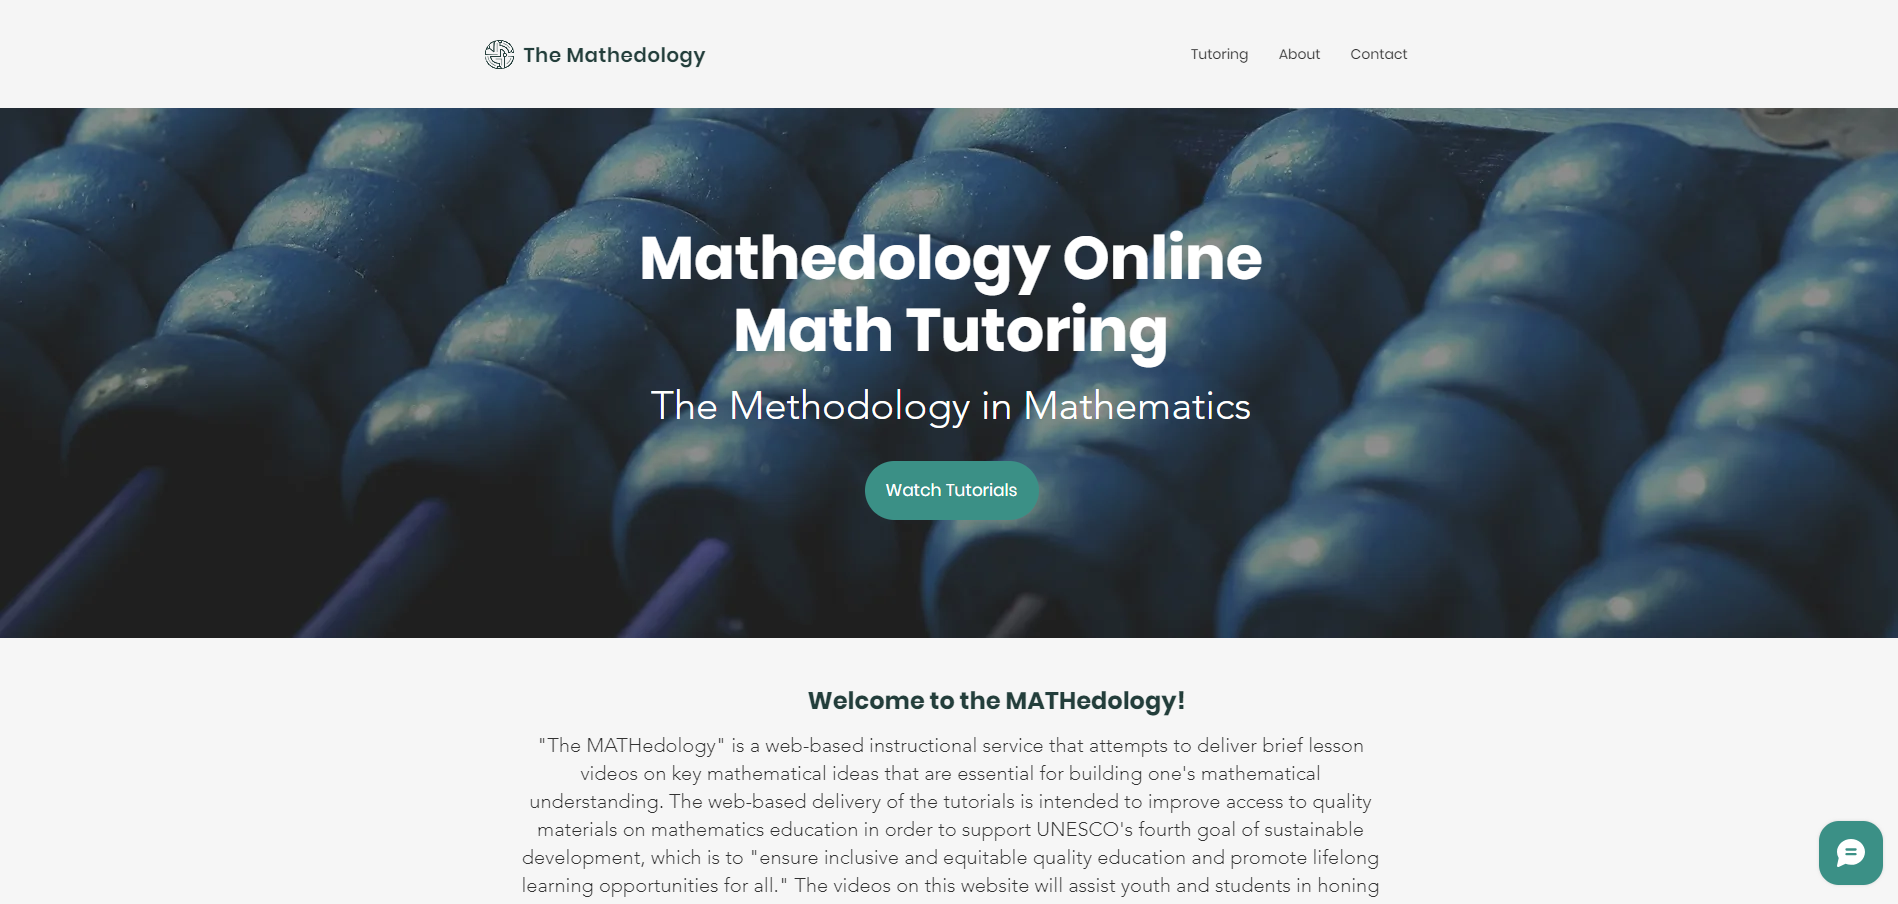 The Mathedology
Tutoring
About
Contact
Mathedology Online
Math Tutoring
The Methodology in Mathematics
Watch Tutorials
Welcome to the MATHedology!
"The MATHedology" is a web-based instructional service that attempts to deliver brief lesson
videos on key mathematical ideas that are essential for building one's mathematical
understanding. The web-based delivery of the tutorials is intended to improve access to quality
materials on mathematics education in order to support UNESCO's fourth goal of sustainable
development, which is to "ensure inclusive and equitable quality education and promote lifelong
learning opportunities for all." The videos on this website will assist youth and students in honing